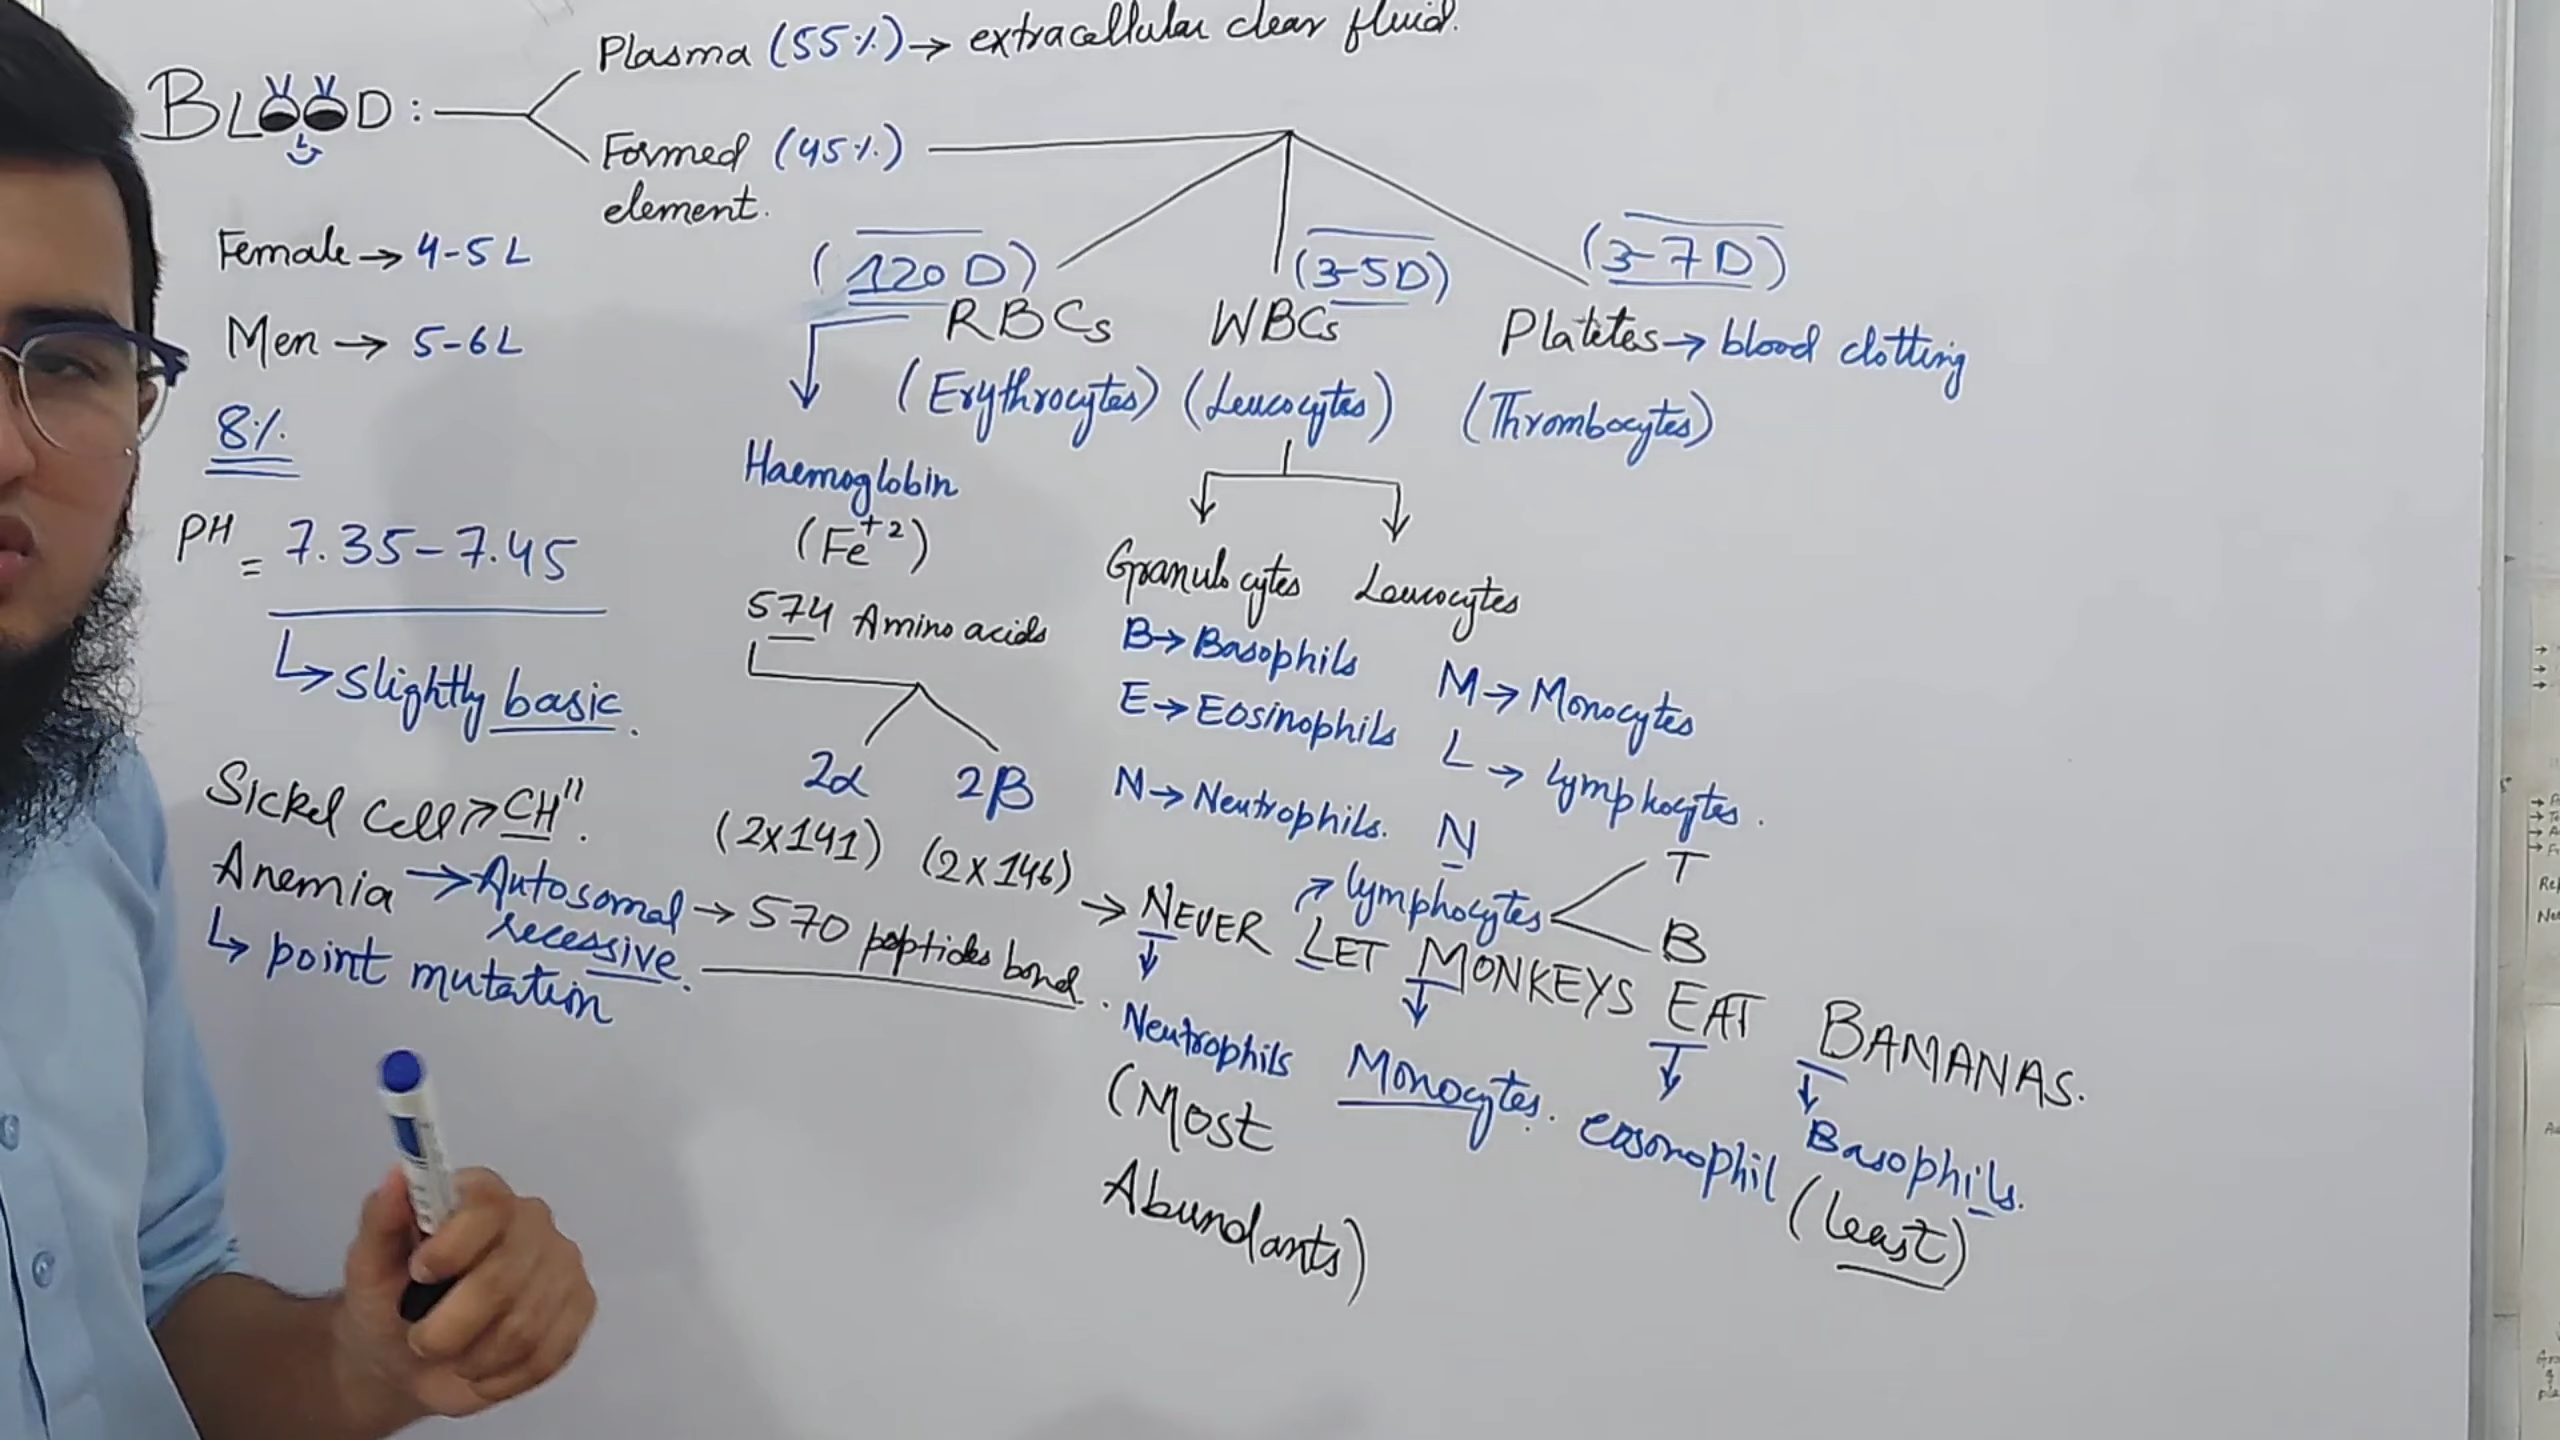 Plasma (55%) → extracellular clear fluid.
BLOOD :
Formed (45%)
element.
Female → 4-5 L
Men → 5-6 L
8%
PH = 7.35-7.45
↳ slightly basic.
(120 D)
RBCs
(Erythrocytes)
(3-5D)
WBCs
(Leucocytes)
(3-7D)
Platetes → blood clotting
(Thrombocytes)
Haemoglobin
(Fe+2)
574 Amino acids
2α 2β
(2x141) (2x146)
→ 570 peptides bond.
Granulocytes
B → Basophils
E → Eosinophils
N → Neutrophils.
Leucocytes
M → Monocytes
L → lymphocytes.
N
Sickel Cell ↗ CH".
Anemia → Autosomal
recessive.
↳ point mutation
↗ lymphocytes
T
B
→ NEVER LET MONKEYS EAT BAMANAS.
Neutrophils
(Most
Abundants)
Monocytes.
eosonophil
Basophils.
(least)